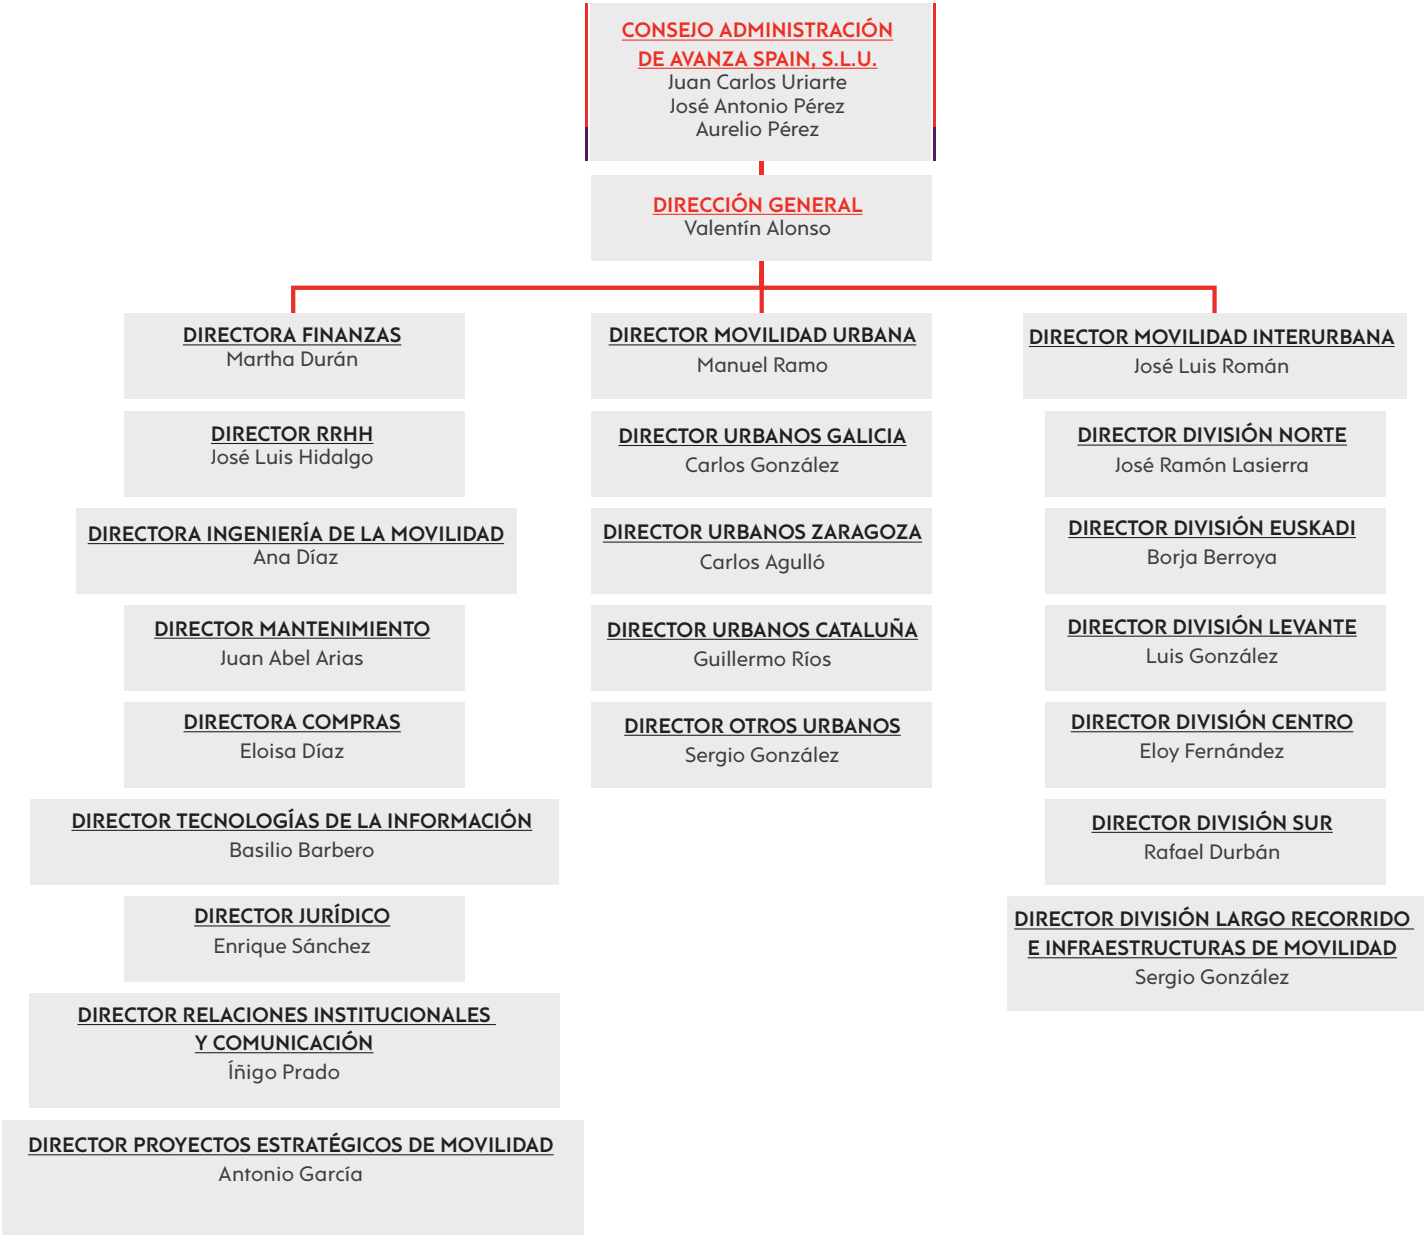 CONSEJO ADMINISTRACIÓN
DE AVANZA SPAIN, S.L.U.
Juan Carlos Uriarte
José Antonio Pérez
Aurelio Pérez
DIRECCIÓN GENERAL
Valentín Alonso
DIRECTORA FINANZAS
Martha Durán
DIRECTOR RRHH
José Luis Hidalgo
DIRECTORA INGENIERÍA DE LA MOVILIDAD
Ana Díaz
DIRECTOR MANTENIMIENTO
Juan Abel Arias
DIRECTORA COMPRAS
Eloisa Díaz
DIRECTOR TECNOLOGÍAS DE LA INFORMACIÓN
Basilio Barbero
DIRECTOR JURÍDICO
Enrique Sánchez
DIRECTOR RELACIONES INSTITUCIONALES
Y COMUNICACIÓN
Íñigo Prado
DIRECTOR PROYECTOS ESTRATÉGICOS DE MOVILIDAD
Antonio García
DIRECTOR MOVILIDAD URBANA
Manuel Ramo
DIRECTOR URBANOS GALICIA
Carlos González
DIRECTOR URBANOS ZARAGOZA
Carlos Agulló
DIRECTOR URBANOS CATALUÑA
Guillermo Ríos
DIRECTOR OTROS URBANOS
Sergio González
DIRECTOR MOVILIDAD INTERURBANA
José Luis Román
DIRECTOR DIVISIÓN NORTE
José Ramón Lasierra
DIRECTOR DIVISIÓN EUSKADI
Borja Berroya
DIRECTOR DIVISIÓN LEVANTE
Luis González
DIRECTOR DIVISIÓN CENTRO
Eloy Fernández
DIRECTOR DIVISIÓN SUR
Rafael Durbán
DIRECTOR DIVISIÓN LARGO RECORRIDO
E INFRAESTRUCTURAS DE MOVILIDAD
Sergio González